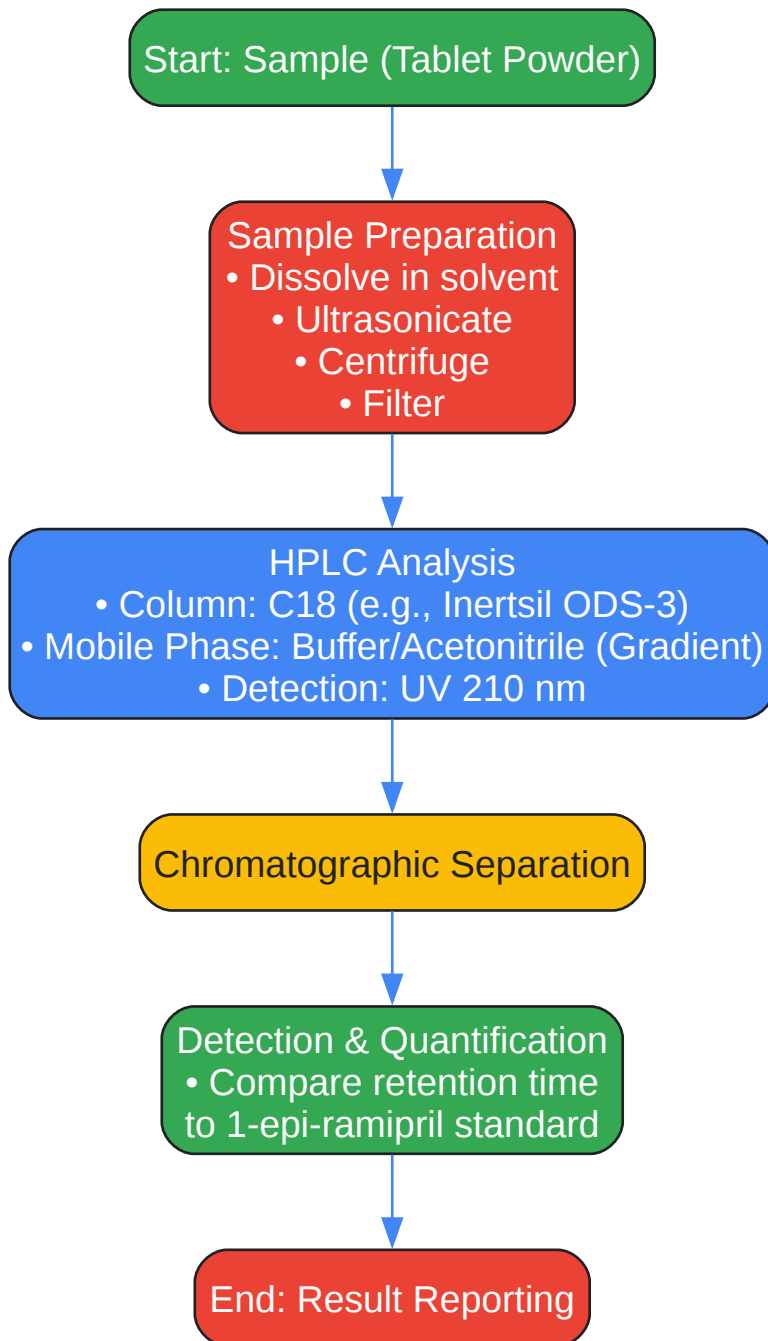 Start: Sample (Tablet Powder)
Sample Preparation
• Dissolve in solvent
• Ultrasonicate
• Centrifuge
• Filter
HPLC Analysis
• Column: C18 (e.g., Inertsil ODS-3)
• Mobile Phase: Buffer/Acetonitrile (Gradient)
• Detection: UV 210 nm
Chromatographic Separation
Detection & Quantification
• Compare retention time
to 1-epi-ramipril standard
End: Result Reporting